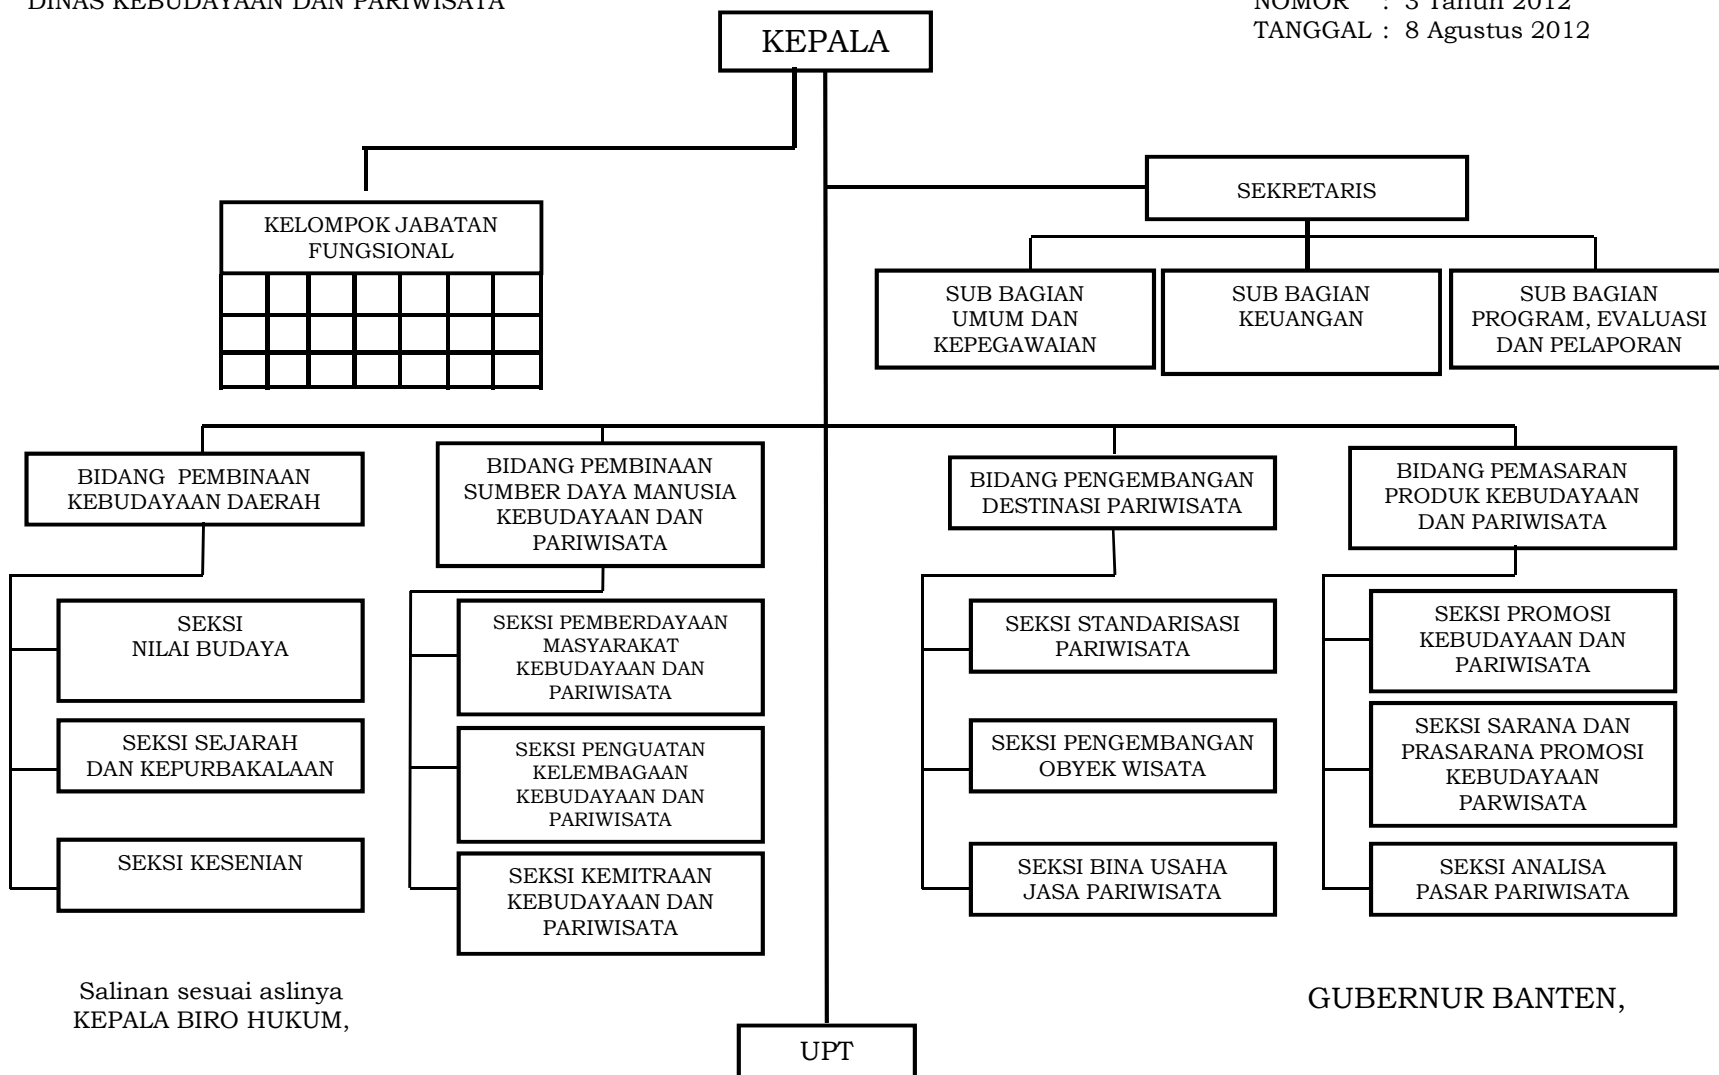 DINAS KEBUDAYAAN DAN PARIWISATA
NOMOR : 3 Tahun 2012
TANGGAL : 8 Agustus 2012
KEPALA
SEKRETARIS
KELOMPOK JABATAN
FUNGSIONAL
SUB BAGIAN
UMUM DAN
KEPEGAWAIAN
SUB BAGIAN
KEUANGAN
SUB BAGIAN
PROGRAM, EVALUASI
DAN PELAPORAN
BIDANG PEMBINAAN
KEBUDAYAAN DAERAH
BIDANG PEMBINAAN
SUMBER DAYA MANUSIA
KEBUDAYAAN DAN
PARIWISATA
BIDANG PENGEMBANGAN
DESTINASI PARIWISATA
BIDANG PEMASARAN
PRODUK KEBUDAYAAN
DAN PARIWISATA
SEKSI
NILAI BUDAYA
SEKSI SEJARAH
DAN KEPURBAKALAAN
SEKSI KESENIAN
SEKSI PEMBERDAYAAN
MASYARAKAT
KEBUDAYAAN DAN
PARIWISATA
SEKSI PENGUATAN
KELEMBAGAAN
KEBUDAYAAN DAN
PARIWISATA
SEKSI KEMITRAAN
KEBUDAYAAN DAN
PARIWISATA
SEKSI STANDARISASI
PARIWISATA
SEKSI PENGEMBANGAN
OBYEK WISATA
SEKSI BINA USAHA
JASA PARIWISATA
SEKSI PROMOSI
KEBUDAYAAN DAN
PARIWISATA
SEKSI SARANA DAN
PRASARANA PROMOSI
KEBUDAYAAN
PARWISATA
SEKSI ANALISA
PASAR PARIWISATA
Salinan sesuai aslinya
KEPALA BIRO HUKUM,
GUBERNUR BANTEN,
UPT